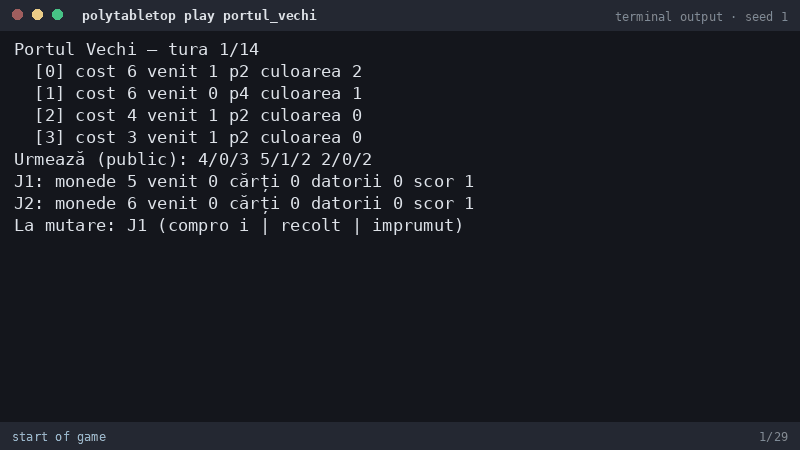 polytabletop play portul_vechi
terminal output · seed 1
Portul Vechi — tura 1/14
[0] cost 6 venit 1 p2 culoarea 2
[1] cost 6 venit 0 p4 culoarea 1
[2] cost 4 venit 1 p2 culoarea 0
[3] cost 3 venit 1 p2 culoarea 0
Urmează (public): 4/0/3 5/1/2 2/0/2
J1: monede 5 venit 0 cărți 0 datorii 0 scor 1
J2: monede 6 venit 0 cărți 0 datorii 0 scor 1
La mutare: J1 (compro i | recolt | imprumut)
start of game
1/29